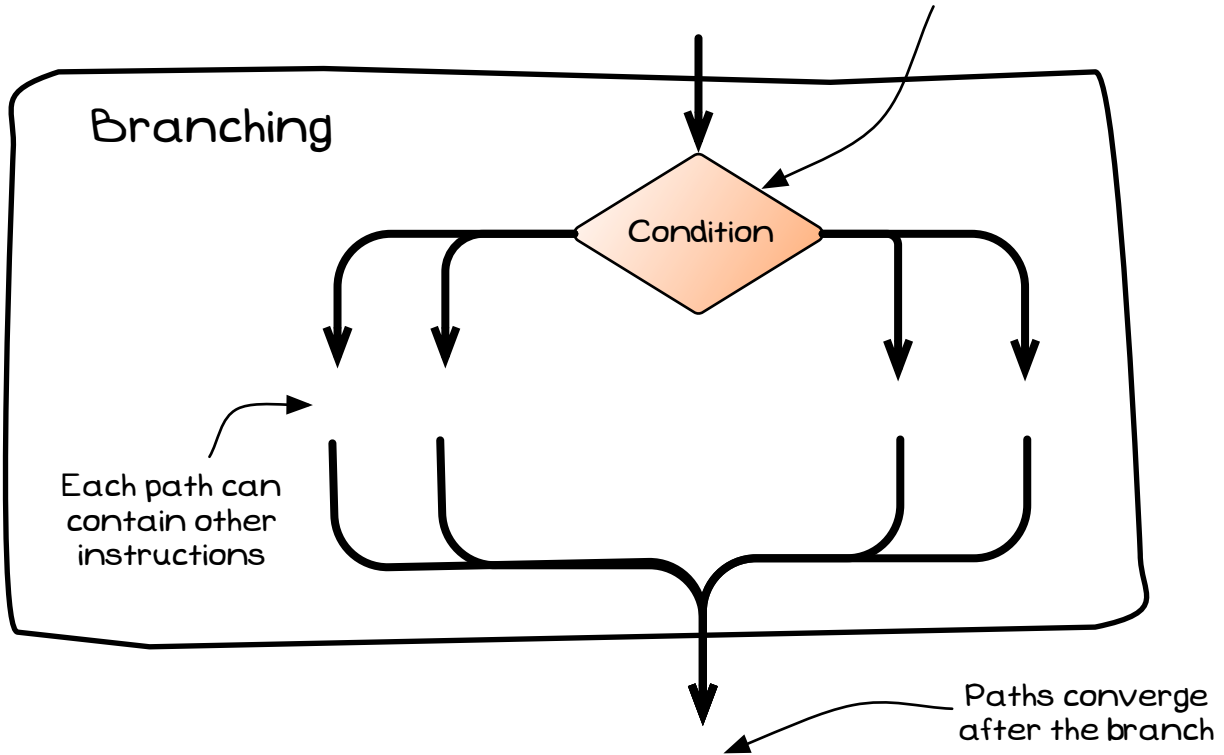 Branching
Condition
Each path can
contain other
instructions
Paths converge
after the branch